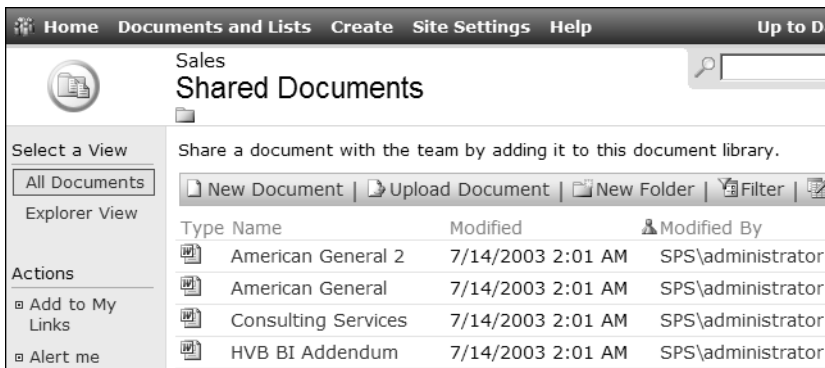 Home Documents and Lists Create Site Settings Help Up to D
Sales
Shared Documents
Select a View
All Documents
Explorer View
Actions
Add to My
Links
Alert me
Share a document with the team by adding it to this document library.
New Document | Upload Document | New Folder | Filter |
Type Name Modified Modified By
American General 2 7/14/2003 2:01 AM SPS\administrator
American General 7/14/2003 2:01 AM SPS\administrator
Consulting Services 7/14/2003 2:01 AM SPS\administrator
HVB BI Addendum 7/14/2003 2:01 AM SPS\administrator